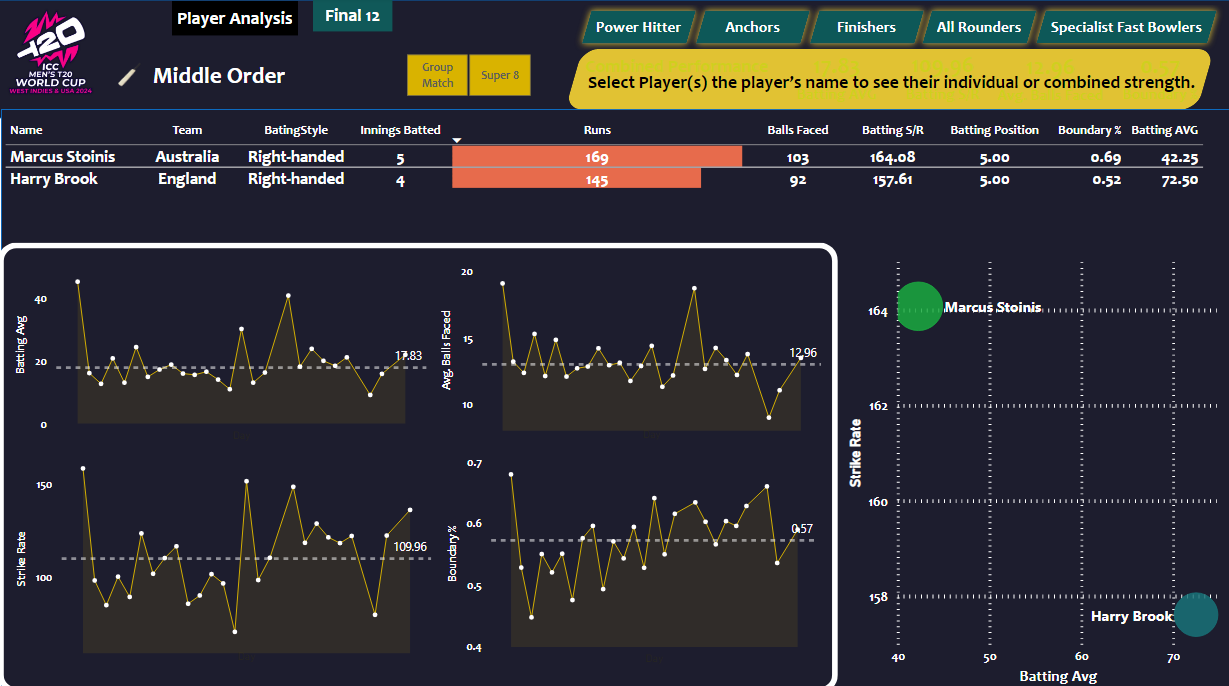 Player Analysis
Final 12
Power Hitter
Anchors
Finishers
All Rounders
Specialist Fast Bowlers
T20
ICC
MEN'S T20
WORLD CUP
WEST INDIES & USA 2024
Middle Order
Group
Match
Super 8
Select Player(s) the player's name to see their individual or combined strength.
Name Team BatingStyle Innings Batted Runs Balls Faced Batting S/R Batting Position Boundary % Batting AVG
Marcus Stoinis Australia Right-handed 5 169 103 164.08 5.00 0.69 42.25
Harry Brook England Right-handed 4 145 92 157.61 5.00 0.52 72.50
Batting Avg
40
20
0
17.83
Avg. Balls Faced
20
15
10
12.96
Strike Rate
150
100
109.96
Boundary%
0.7
0.6
0.5
0.4
0.57
Strike Rate
164
162
160
158
Marcus Stoinis
Harry Brook
40 50 60 70
Batting Avg